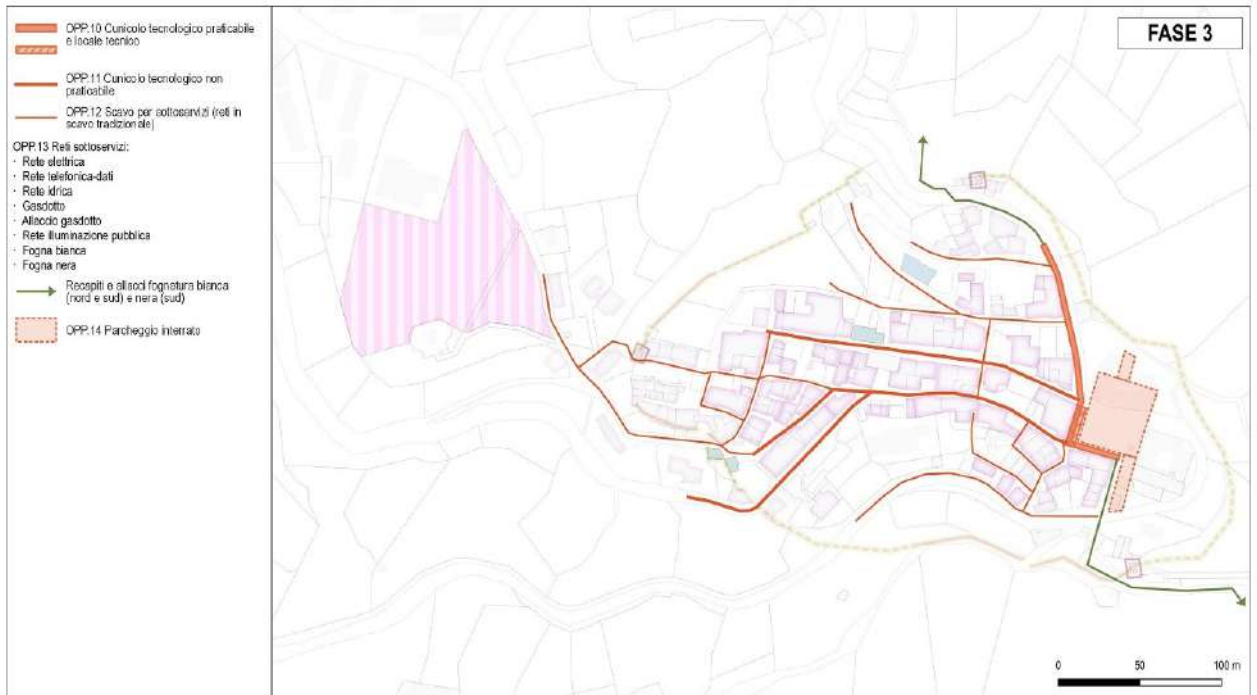 OPP.10 Cunicolo tecnologico praticabile
e locale tecnico
OPP.11 Cunicolo tecnologico non
praticabile
OPP.12 Scavo per sottoservizi (reti in
scavo tradizionale)
OPP.13 Reti sottoservizi:
· Rete elettrica
· Rete telefonica-dati
· Rete idrica
· Gasdotto
· Allaccio gasdotto
· Rete illuminazione pubblica
· Fogna bianca
· Fogna nera
Recapiti e allacci fognatura bianca
(nord e sud) e nera (sud)
OPP.14 Parcheggio interrato
FASE 3
0 50 100 m